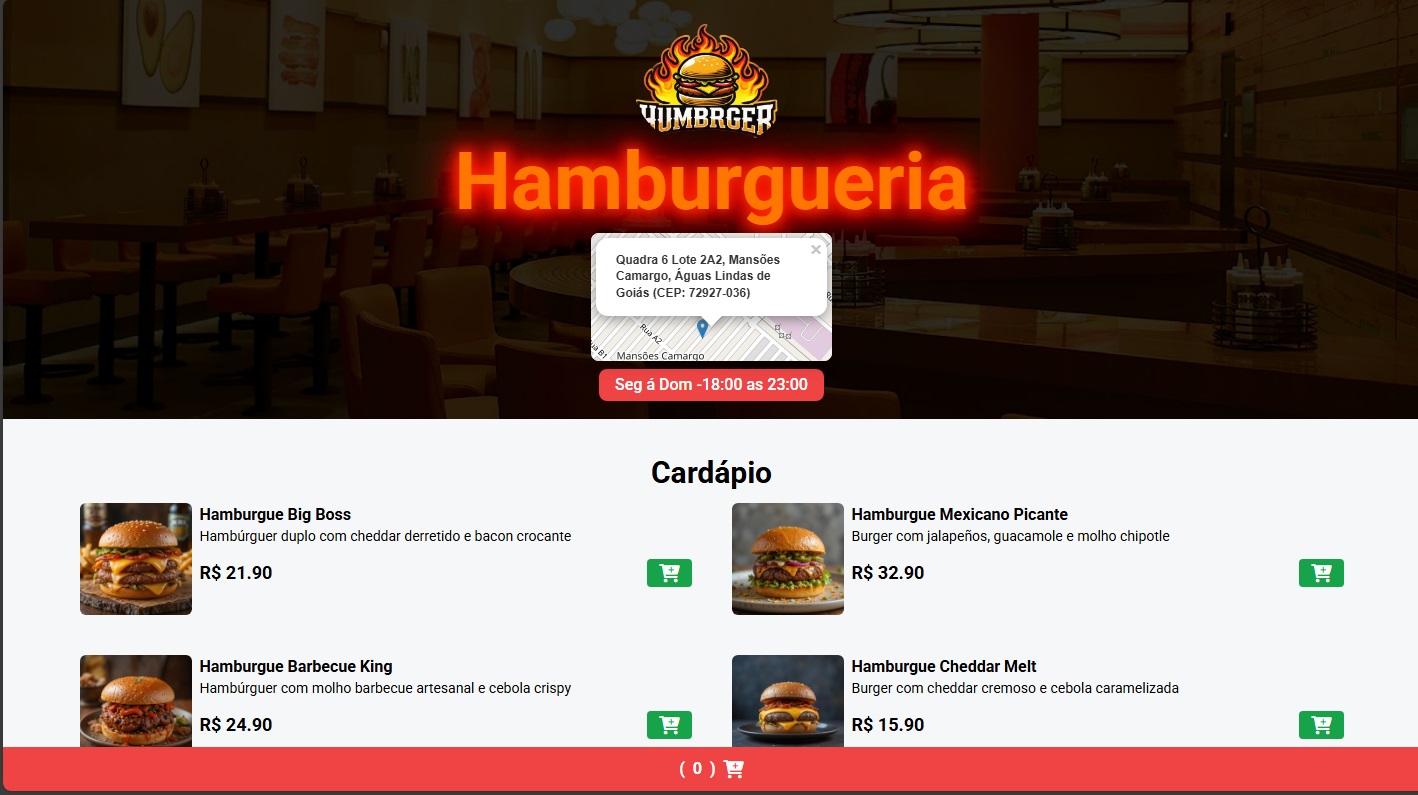 HUMBRGER
Hamburgueria
×
Quadra 6 Lote 2A2, Mansões
Camargo, Águas Lindas de
Goiás (CEP: 72927-036)
Rua A2
Mansões Camargo
Seg á Dom -18:00 as 23:00
Cardápio
Hamburgue Big Boss
Hambúrguer duplo com cheddar derretido e bacon crocante
R$ 21.90
Hamburgue Mexicano Picante
Burger com jalapeños, guacamole e molho chipotle
R$ 32.90
Hamburgue Barbecue King
Hambúrguer com molho barbecue artesanal e cebola crispy
R$ 24.90
Hamburgue Cheddar Melt
Burger com cheddar cremoso e cebola caramelizada
R$ 15.90
( 0 )